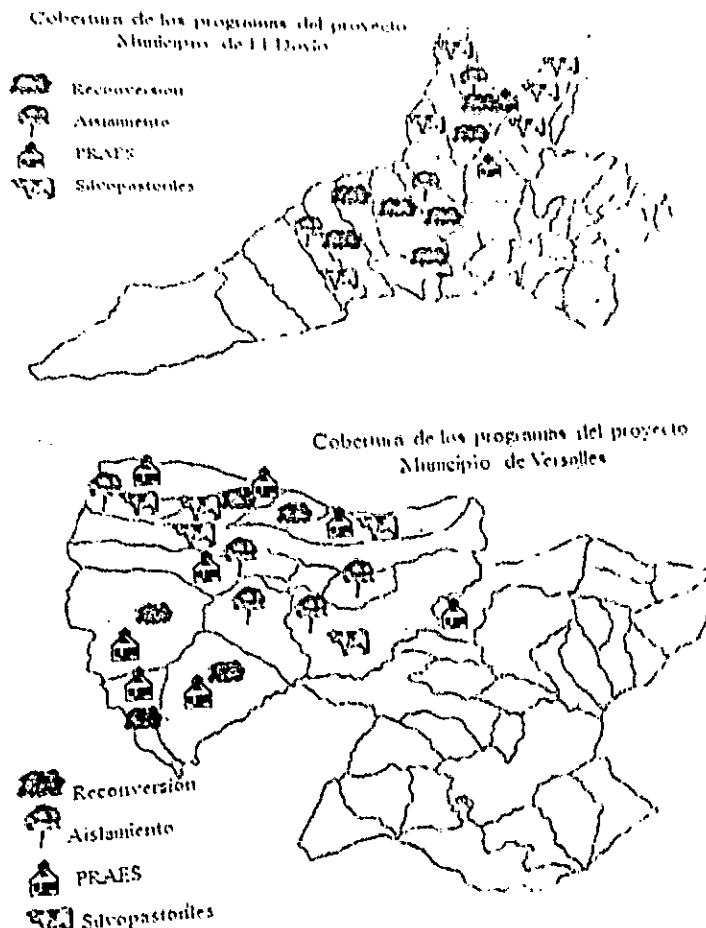 Cobertura de los programas del proyecto
Municipio de El Dovio
Reconversión
Aislamiento
PRAES
Silvopastoriles
Cobertura de los programas del proyecto
Municipio de Versalles
Reconversión
Aislamiento
PRAES
Silvopastoriles